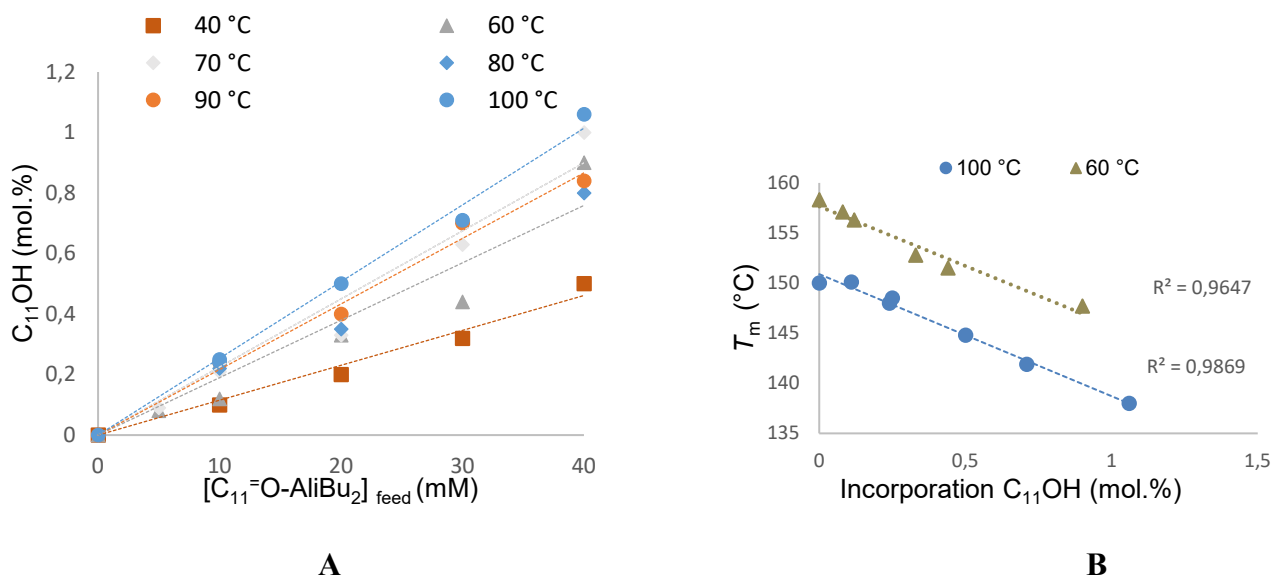 40 °C
60 °C
70 °C
80 °C
90 °C
100 °C
1,2
1
0,8
0,6
0,4
0,2
0
0 10 20 30 40
C₁₁OH (mol.%)
[C₁₁⁼O-AliBu₂] feed (mM)
A
100 °C
60 °C
160
155
150
145
140
135
0 0,5 1 1,5
Tm (°C)
R² = 0,9647
R² = 0,9869
Incorporation C₁₁OH (mol.%)
B